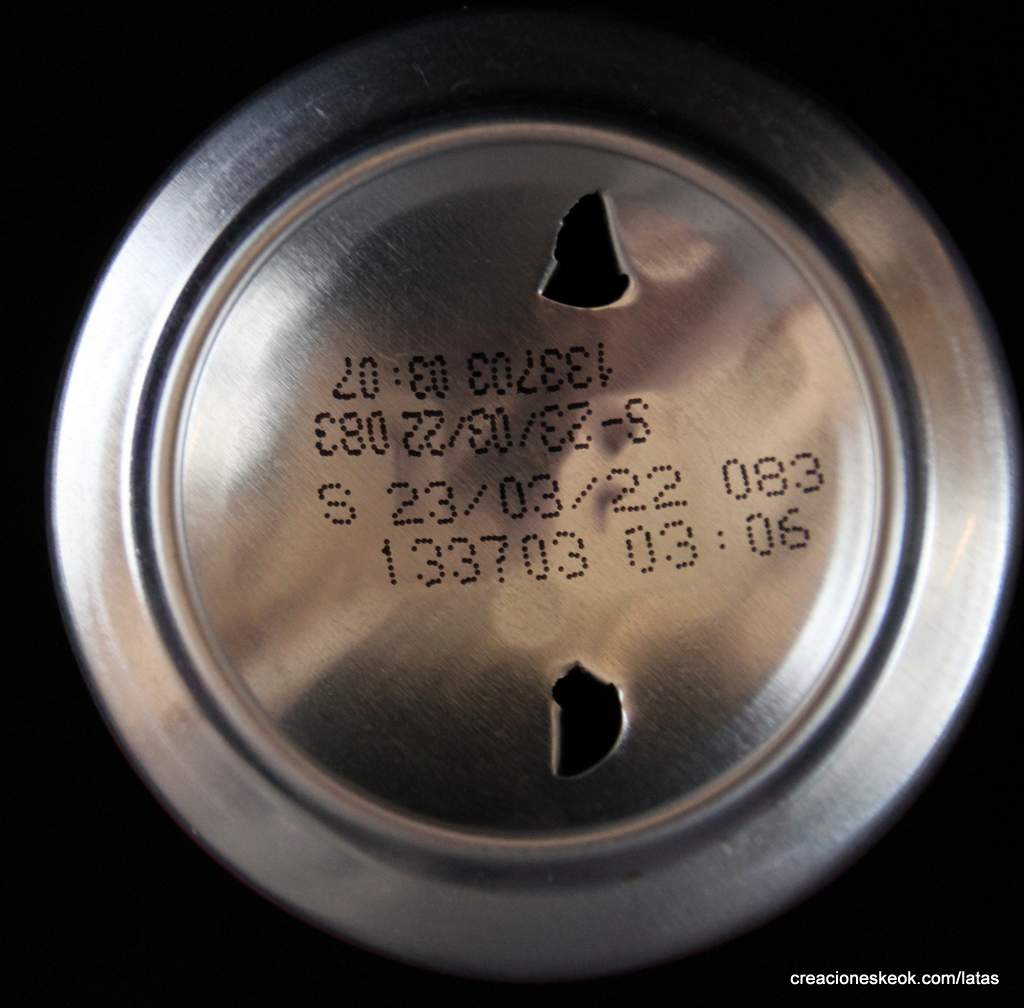 S-23/03/22 083
133703 03:07
S 23/03/22 083
133703 03:06
creacioneskeok.com/latas